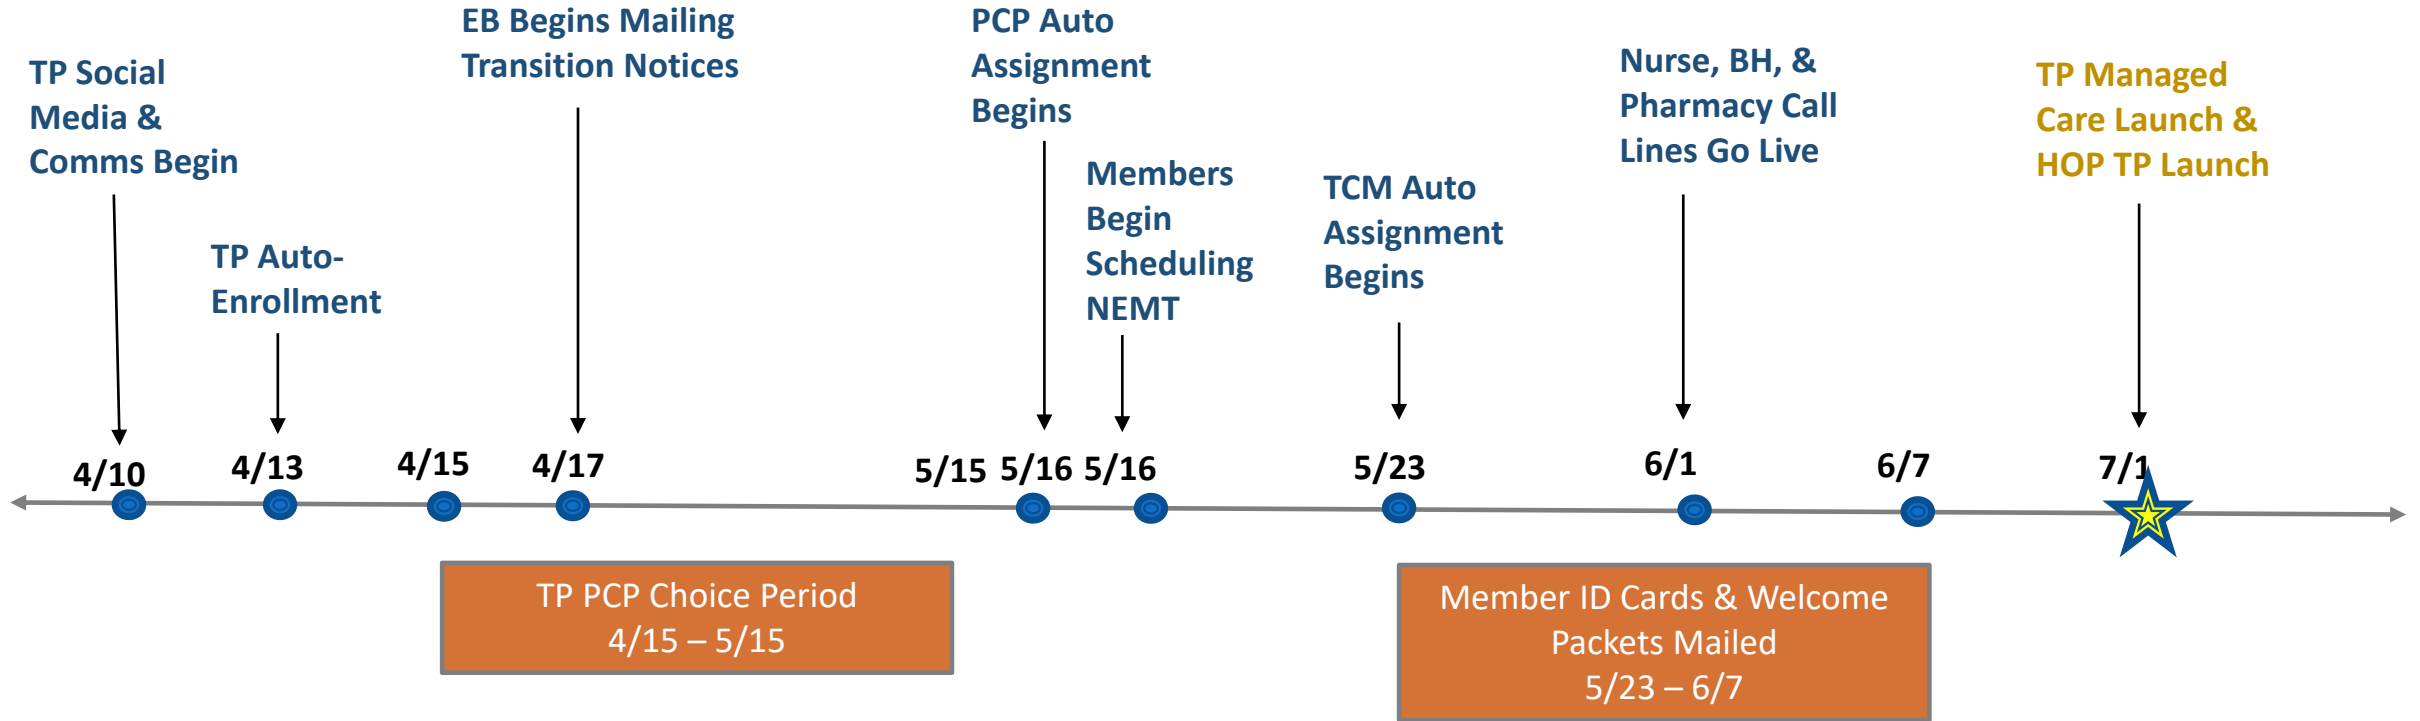 TP Social
Media &
Comms Begin
TP Auto-
Enrollment
EB Begins Mailing
Transition Notices
PCP Auto
Assignment
Begins
Members
Begin
Scheduling
NEMT
TCM Auto
Assignment
Begins
Nurse, BH, &
Pharmacy Call
Lines Go Live
TP Managed
Care Launch &
HOP TP Launch
4/10
4/13
4/15
4/17
5/15
5/16
5/16
5/23
6/1
6/7
7/1
TP PCP Choice Period
4/15 – 5/15
Member ID Cards & Welcome
Packets Mailed
5/23 – 6/7